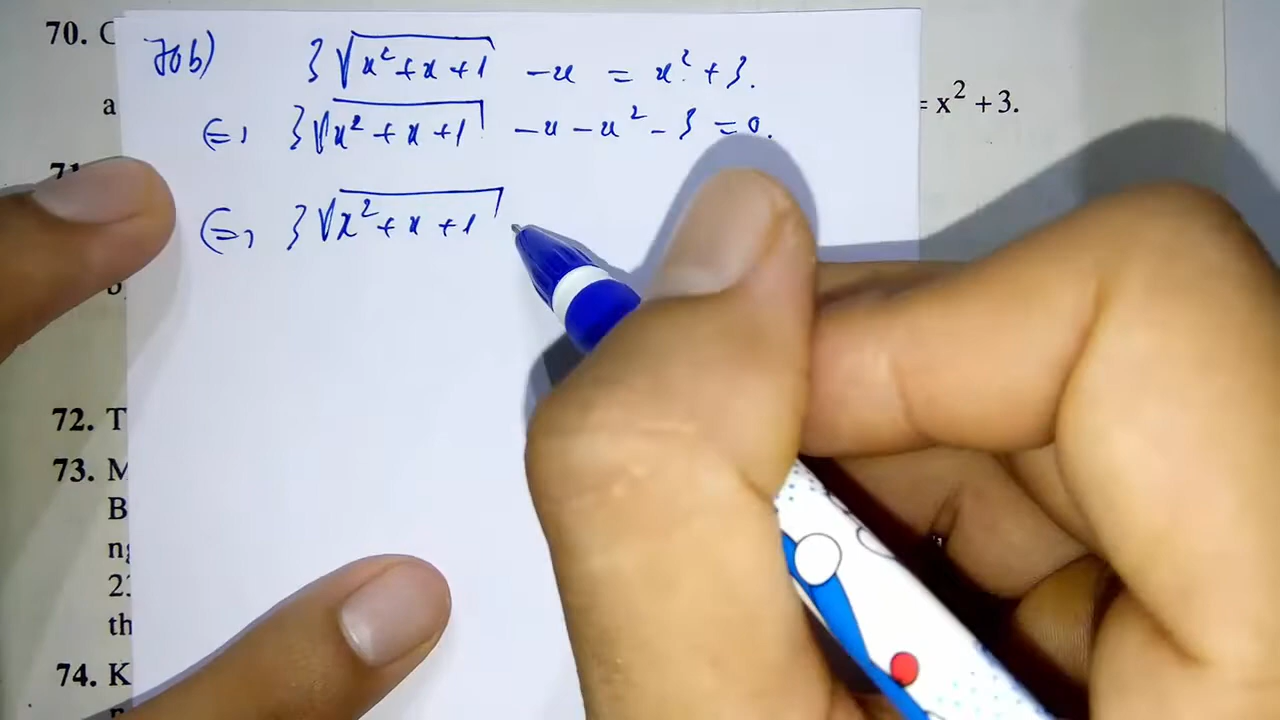 70. C
70b) 3√(x²+x+1) - x = x²+3.
a
= x² + 3.
⇔ 3√(x²+x+1) - x - x² - 3 = 0.
71.
⇔ 3√(x²+x+1)
72. T
73. M
B
2
th
74. K